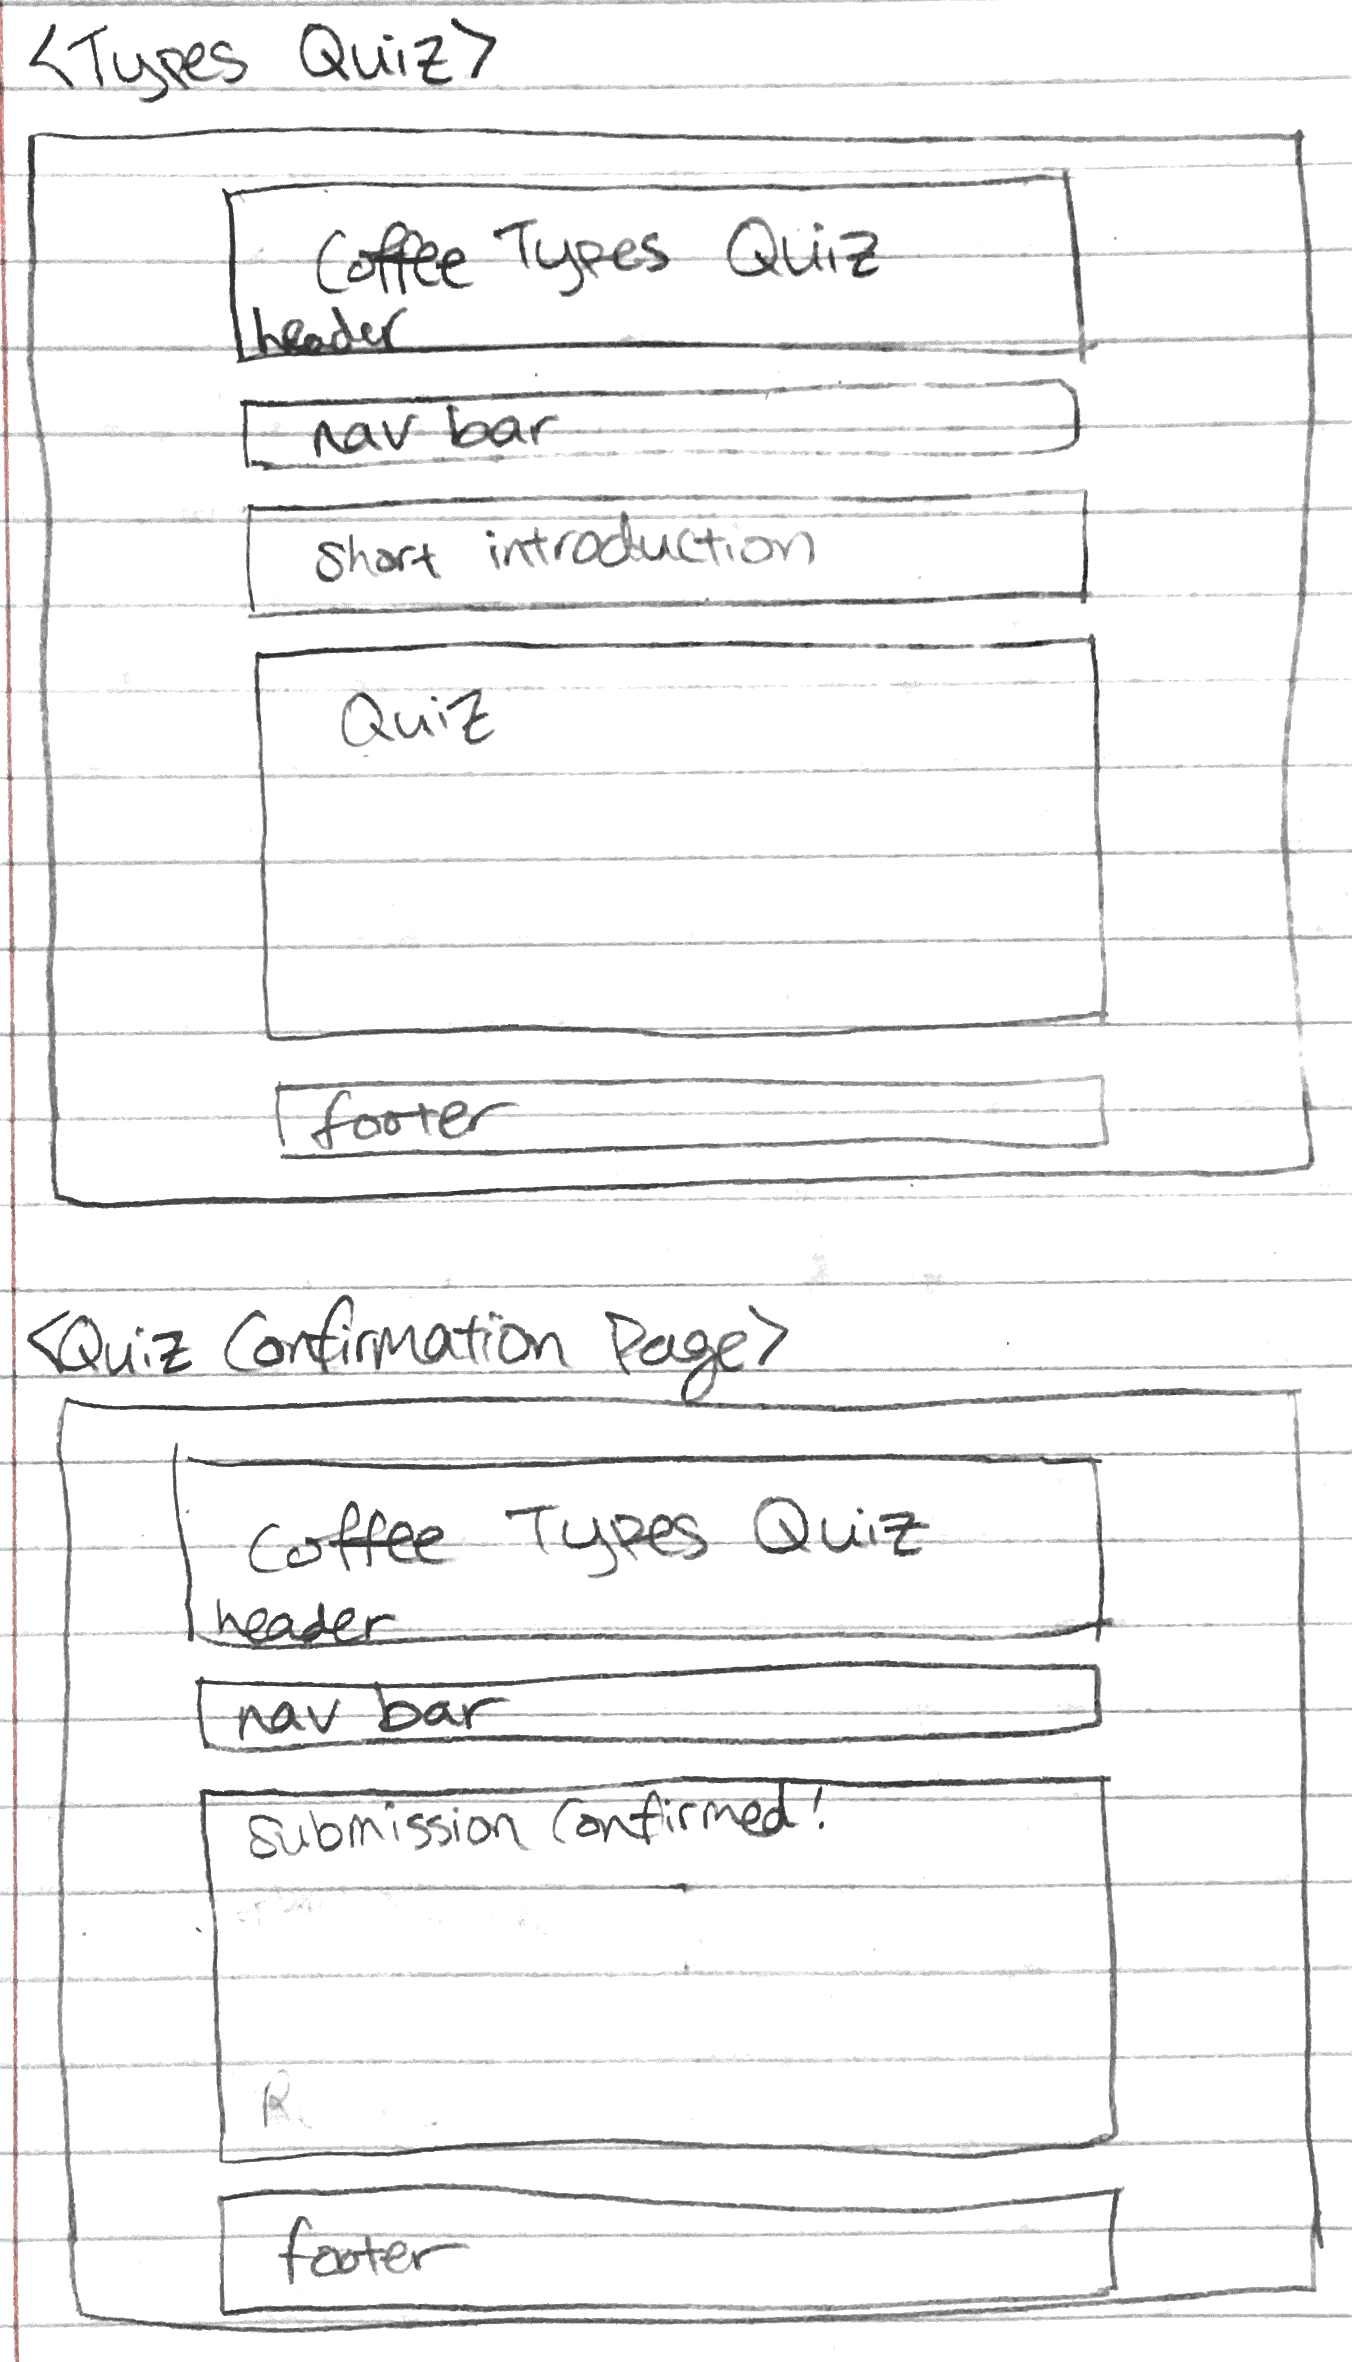 <Types Quiz>
Coffee Types Quiz
header
nav bar
short introduction
Quiz
footer
<Quiz Confirmation Page>
Coffee Types Quiz
header
nav bar
submission confirmed!
footer